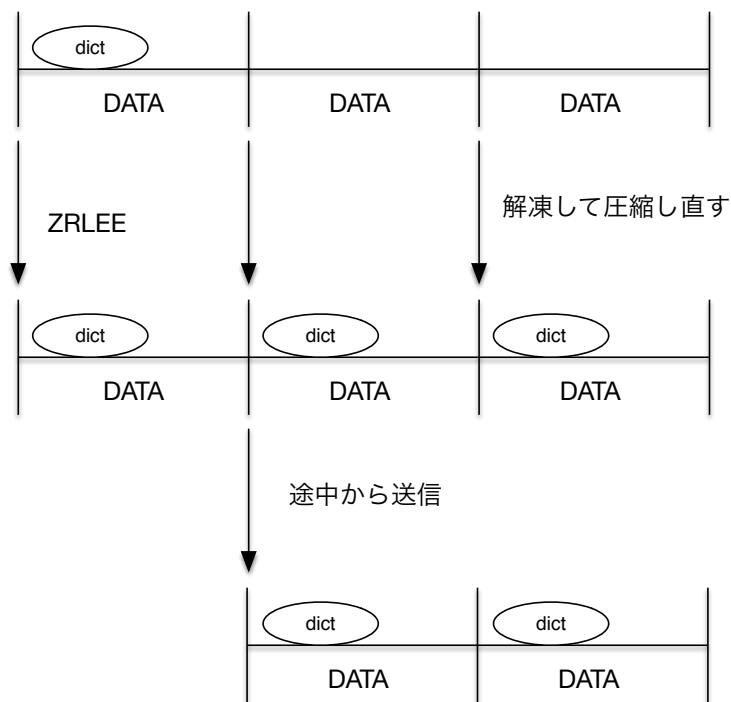 dict
DATA DATA DATA
ZRLEE
解凍して圧縮し直す
dict dict dict
DATA DATA DATA
途中から送信
dict dict
DATA DATA